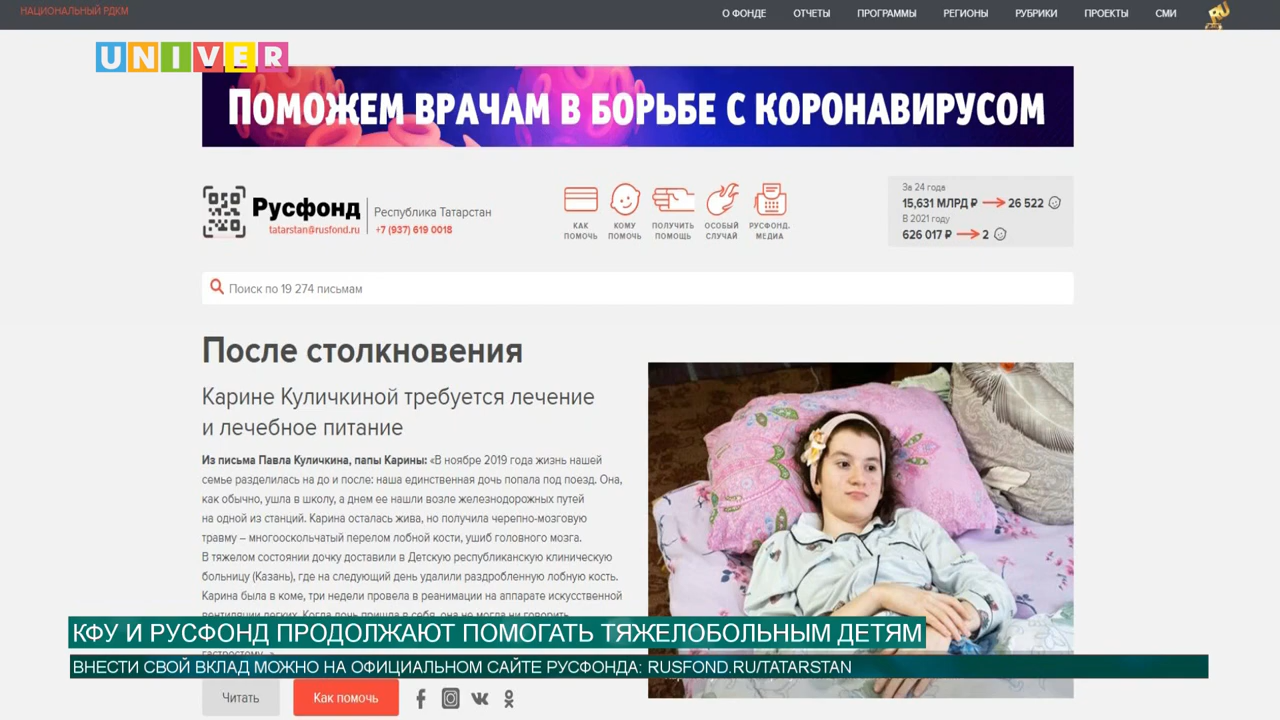 НАЦИОНАЛЬНЫЙ РДКМ
О ФОНДЕ ОТЧЕТЫ ПРОГРАММЫ РЕГИОНЫ РУБРИКИ ПРОЕКТЫ СМИ
RU
UNIVER
ПОМОЖЕМ ВРАЧАМ В БОРЬБЕ С КОРОНАВИРУСОМ
Русфонд
Республика Татарстан
tatarstan@rusfond.ru
+7 (937) 619 0018
КАК
ПОМОЧЬ
КОМУ
ПОМОЧЬ
ПОЛУЧИТЬ
ПОМОЩЬ
ОСОБЫЙ
СЛУЧАЙ
РУСФОНД.
МЕДИА
За 24 года
15,631 МЛРД ₽ → 26 522
В 2021 году
626 017 ₽ → 2
Поиск по 19 274 письмам
После столкновения
Карине Куличкиной требуется лечение
и лечебное питание
Из письма Павла Куличкина, папы Карины: «В ноябре 2019 года жизнь нашей
семьи разделилась на до и после: наша единственная дочь попала под поезд. Она,
как обычно, ушла в школу, а днем ее нашли возле железнодорожных путей
на одной из станций. Карина осталась жива, но получила черепно-мозговую
травму – многооскольчатый перелом лобной кости, ушиб головного мозга.
В тяжелом состоянии дочку доставили в Детскую республиканскую клиническую
больницу (Казань), где на следующий день удалили раздробленную лобную кость.
Карина была в коме, три недели провела в реанимации на аппарате искусственной
КФУ И РУСФОНД ПРОДОЛЖАЮТ ПОМОГАТЬ ТЯЖЕЛОБОЛЬНЫМ ДЕТЯМ
ВНЕСТИ СВОЙ ВКЛАД МОЖНО НА ОФИЦИАЛЬНОМ САЙТЕ РУСФОНДА: RUSFOND.RU/TATARSTAN
Читать
Как помочь